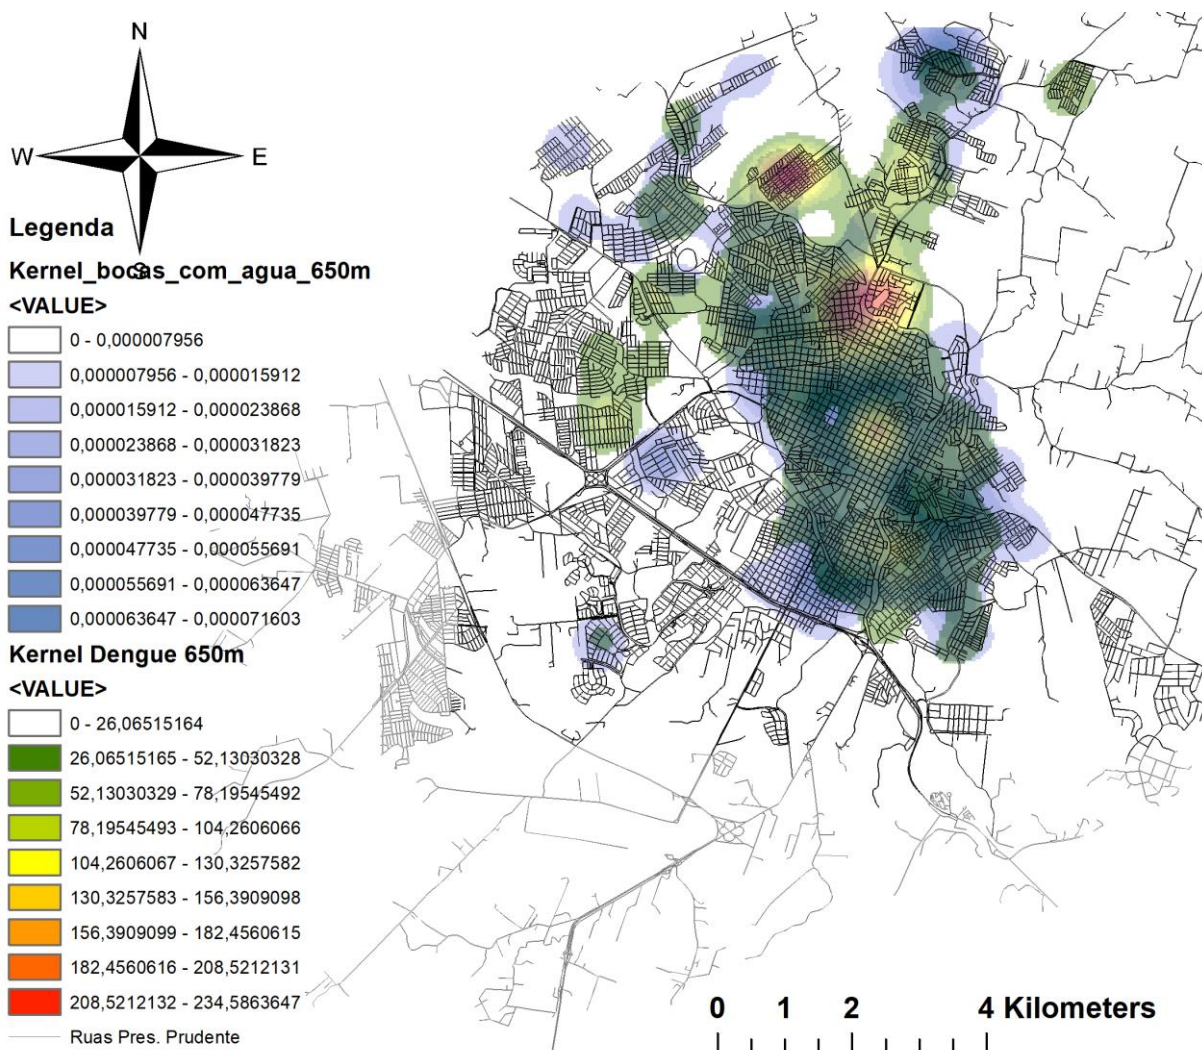 N
W
E
S
Legenda
Kernel_bocas_com_agua_650m
<VALUE>
0 - 0,000007956
0,000007956 - 0,000015912
0,000015912 - 0,000023868
0,000023868 - 0,000031823
0,000031823 - 0,000039779
0,000039779 - 0,000047735
0,000047735 - 0,000055691
0,000055691 - 0,000063647
0,000063647 - 0,000071603
Kernel Dengue 650m
<VALUE>
0 - 26,06515164
26,06515165 - 52,13030328
52,13030329 - 78,19545492
78,19545493 - 104,2606066
104,2606067 - 130,3257582
130,3257583 - 156,3909098
156,3909099 - 182,4560615
182,4560616 - 208,5212131
208,5212132 - 234,5863647
Ruas Pres. Prudente
0 1 2 4 Kilometers